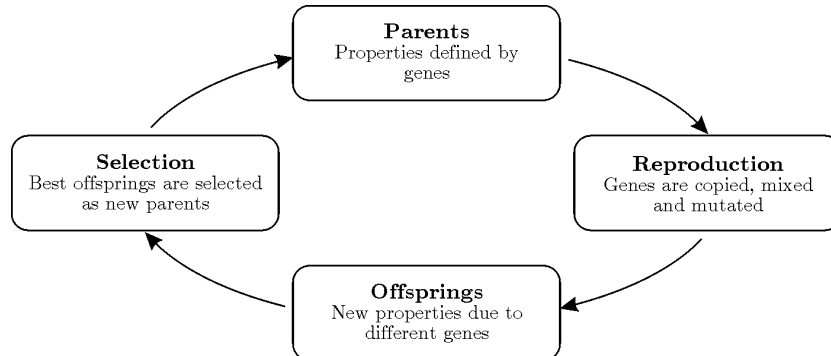 Parents
Properties defined by
genes
Selection
Best offsprings are selected
as new parents
Reproduction
Genes are copied, mixed
and mutated
Offsprings
New properties due to
different genes